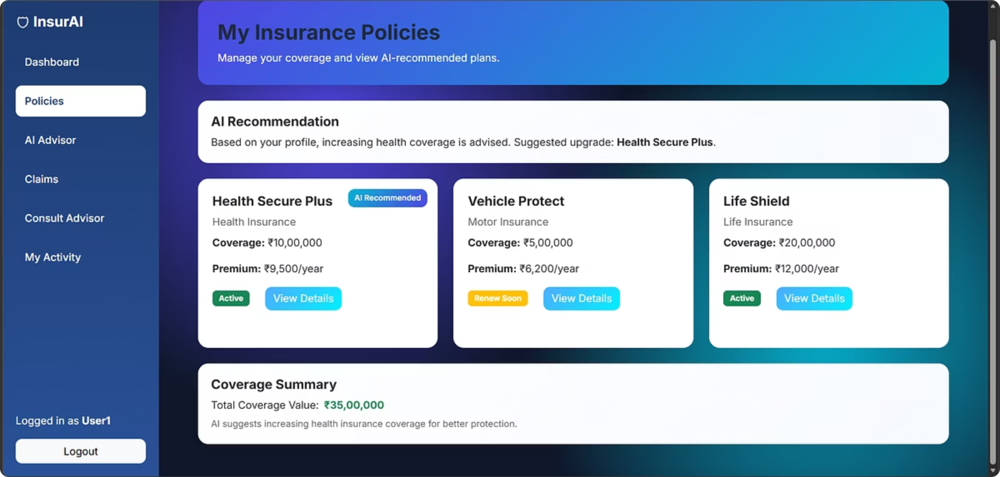 InsurAI
Dashboard
Policies
AI Advisor
Claims
Consult Advisor
My Activity
Logged in as User1
Logout
My Insurance Policies
Manage your coverage and view AI-recommended plans.
AI Recommendation
Based on your profile, increasing health coverage is advised. Suggested upgrade: Health Secure Plus.
Health Secure Plus
AI Recommended
Health Insurance
Coverage: ₹10,00,000
Premium: ₹9,500/year
Active
View Details
Vehicle Protect
Motor Insurance
Coverage: ₹5,00,000
Premium: ₹6,200/year
Renew Soon
View Details
Life Shield
Life Insurance
Coverage: ₹20,00,000
Premium: ₹12,000/year
Active
View Details
Coverage Summary
Total Coverage Value: ₹35,00,000
AI suggests increasing health insurance coverage for better protection.